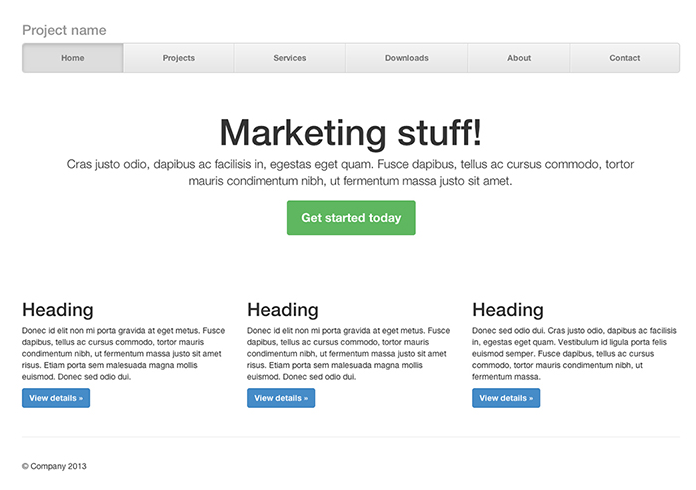 Project name
Home Projects Services Downloads About Contact
Marketing stuff!
Cras justo odio, dapibus ac facilisis in, egestas eget quam. Fusce dapibus, tellus ac cursus commodo, tortor
mauris condimentum nibh, ut fermentum massa justo sit amet.
Get started today
Heading
Donec id elit non mi porta gravida at eget metus. Fusce
dapibus, tellus ac cursus commodo, tortor mauris
condimentum nibh, ut fermentum massa justo sit amet
risus. Etiam porta sem malesuada magna mollis
euismod. Donec sed odio dui.
View details »
Heading
Donec id elit non mi porta gravida at eget metus. Fusce
dapibus, tellus ac cursus commodo, tortor mauris
condimentum nibh, ut fermentum massa justo sit amet
risus. Etiam porta sem malesuada magna mollis
euismod. Donec sed odio dui.
View details »
Heading
Donec sed odio dui. Cras justo odio, dapibus ac facilisis
in, egestas eget quam. Vestibulum id ligula porta felis
euismod semper. Fusce dapibus, tellus ac cursus
commodo, tortor mauris condimentum nibh, ut
fermentum massa.
View details »
© Company 2013